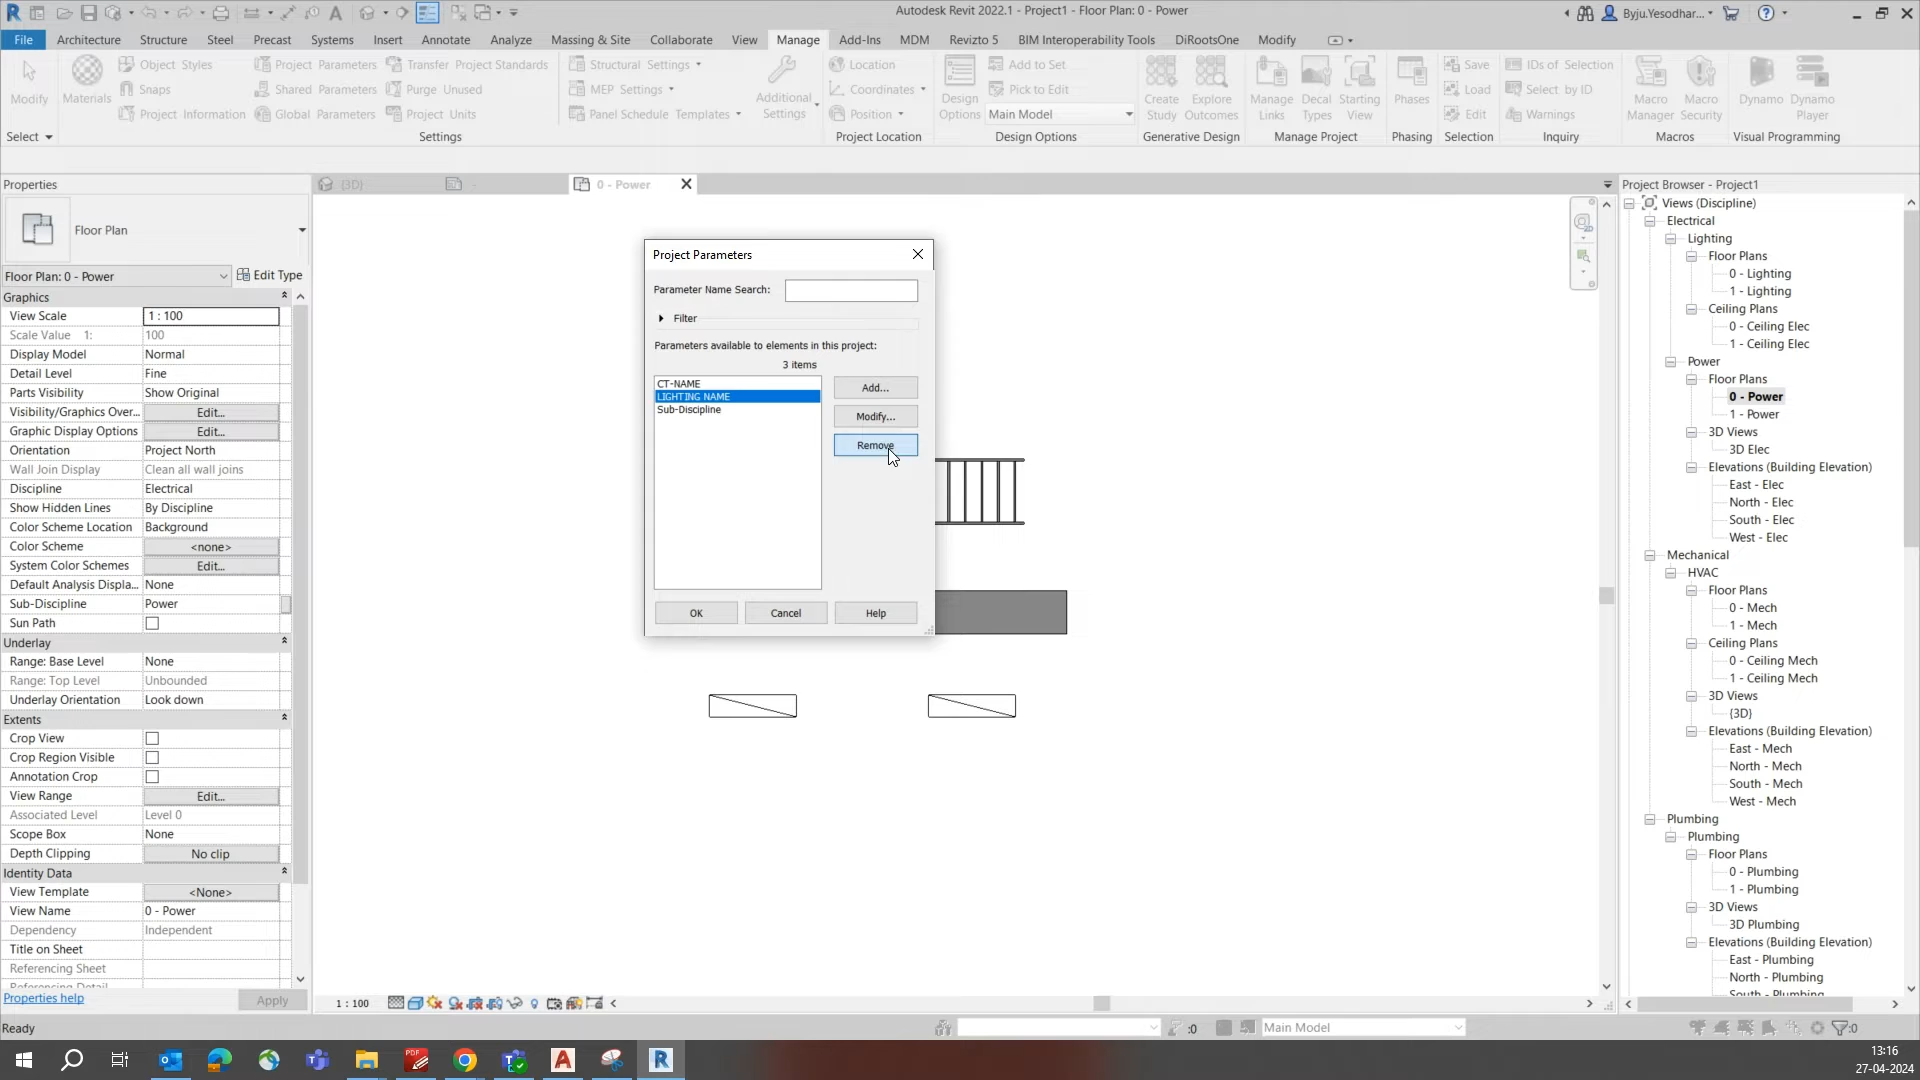 Autodesk Revit 2022.1 - Project1 - Floor Plan: 0 - Power
Byju.Yesodhar...
File Architecture Structure Steel Precast Systems Insert Annotate Analyze Massing & Site Collaborate View Manage Add-Ins MDM Revizto 5 BIM Interoperability Tools DiRootsOne Modify
Modify
Materials
Object Styles
Snaps
Project Information
Project Parameters
Shared Parameters
Global Parameters
Transfer Project Standards
Purge Unused
Project Units
Structural Settings
MEP Settings
Panel Schedule Templates
Additional Settings
Location
Coordinates
Position
Design Options
Add to Set
Pick to Edit
Main Model
Create Study
Explore Outcomes
Manage Links
Decal Types
Starting View
Phases
Save
Load
Edit
IDs of Selection
Select by ID
Warnings
Macro Manager
Macro Security
Dynamo
Dynamo Player
Select
Settings
Project Location
Design Options
Generative Design
Manage Project
Phasing
Selection
Inquiry
Macros
Visual Programming
Properties
Floor Plan
Floor Plan: 0 - Power
Edit Type
Graphics
View Scale 1 : 100
Scale Value 1: 100
Display Model Normal
Detail Level Fine
Parts Visibility Show Original
Visibility/Graphics Over... Edit...
Graphic Display Options Edit...
Orientation Project North
Wall Join Display Clean all wall joins
Discipline Electrical
Show Hidden Lines By Discipline
Color Scheme Location Background
Color Scheme <none>
System Color Schemes Edit...
Default Analysis Displa... None
Sub-Discipline Power
Sun Path
Underlay
Range: Base Level None
Range: Top Level Unbounded
Underlay Orientation Look down
Extents
Crop View
Crop Region Visible
Annotation Crop
View Range Edit...
Associated Level Level 0
Scope Box None
Depth Clipping No clip
Identity Data
View Template <None>
View Name 0 - Power
Dependency Independent
Title on Sheet
Referencing Sheet
Referencing Detail
Properties help
Apply
{3D}
-
0 - Power
Project Parameters
Parameter Name Search:
Filter
Parameters available to elements in this project:
3 items
CT-NAME
LIGHTING NAME
Sub-Discipline
Add...
Modify...
Remove
OK
Cancel
Help
1 : 100
Project Browser - Project1
Views (Discipline)
Electrical
Lighting
Floor Plans
0 - Lighting
1 - Lighting
Ceiling Plans
0 - Ceiling Elec
1 - Ceiling Elec
Power
Floor Plans
0 - Power
1 - Power
3D Views
3D Elec
Elevations (Building Elevation)
East - Elec
North - Elec
South - Elec
West - Elec
Mechanical
HVAC
Floor Plans
0 - Mech
1 - Mech
Ceiling Plans
0 - Ceiling Mech
1 - Ceiling Mech
3D Views
{3D}
Elevations (Building Elevation)
East - Mech
North - Mech
South - Mech
West - Mech
Plumbing
Plumbing
Floor Plans
0 - Plumbing
1 - Plumbing
3D Views
3D Plumbing
Elevations (Building Elevation)
East - Plumbing
North - Plumbing
South - Plumbing
Ready
:0
Main Model
:0
13:16
27-04-2024